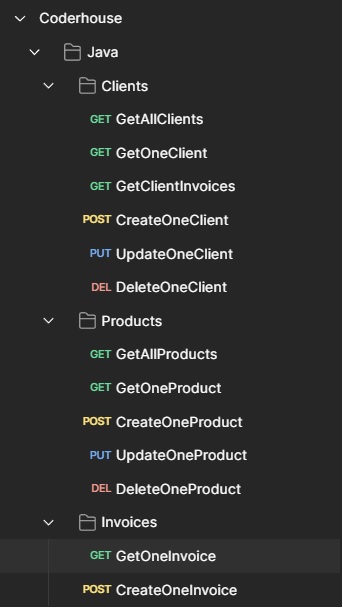 Coderhouse
Java
Clients
GET GetAllClients
GET GetOneClient
GET GetClientInvoices
POST CreateOneClient
PUT UpdateOneClient
DEL DeleteOneClient
Products
GET GetAllProducts
GET GetOneProduct
POST CreateOneProduct
PUT UpdateOneProduct
DEL DeleteOneProduct
Invoices
GET GetOneInvoice
POST CreateOneInvoice